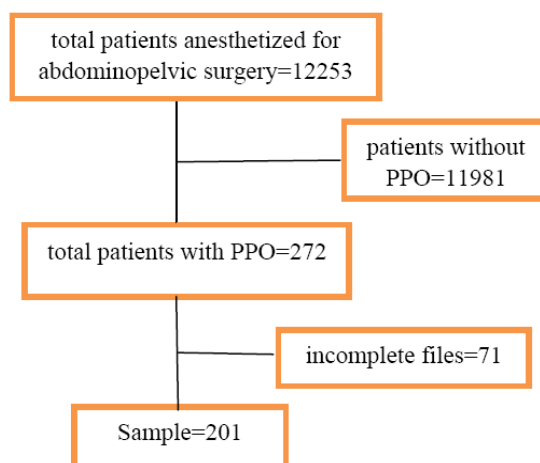 total patients anesthetized for
abdominopelvic surgery=12253
patients without
PPO=11981
total patients with PPO=272
incomplete files=71
Sample=201